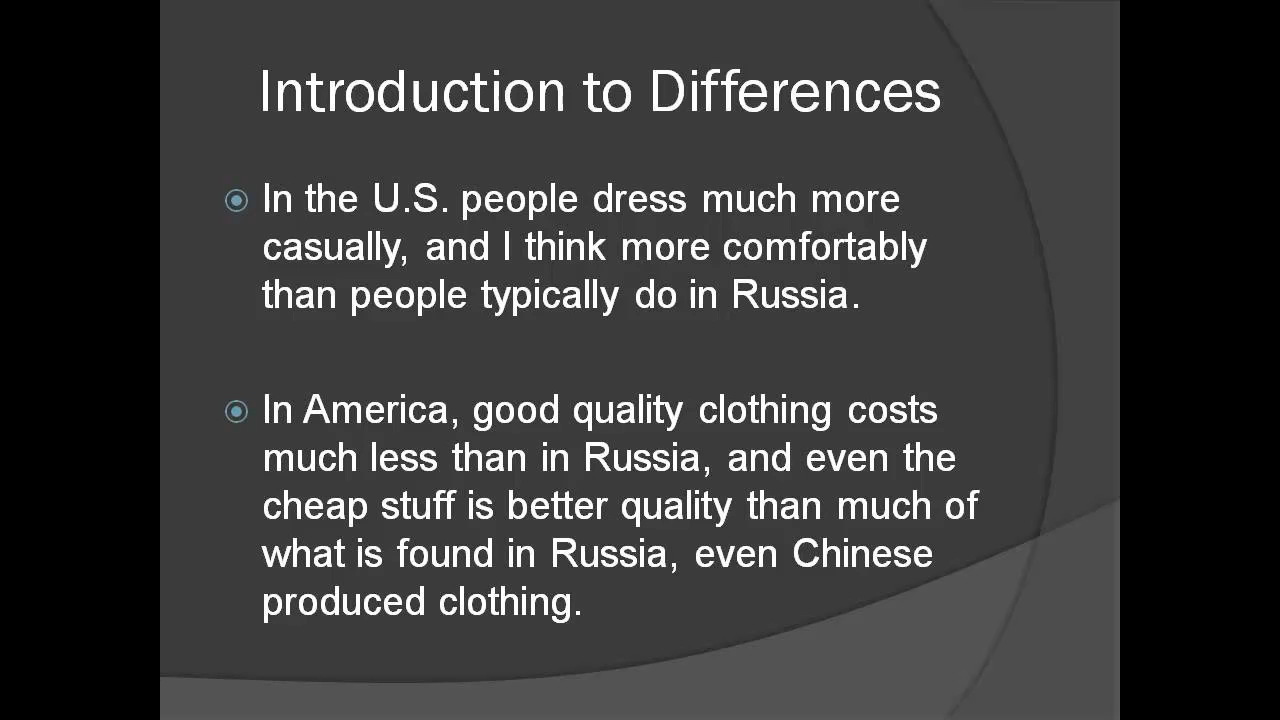 Introduction to Differences
In the U.S. people dress much more
casually, and I think more comfortably
than people typically do in Russia.
In America, good quality clothing costs
much less than in Russia, and even the
cheap stuff is better quality than much of
what is found in Russia, even Chinese
produced clothing.